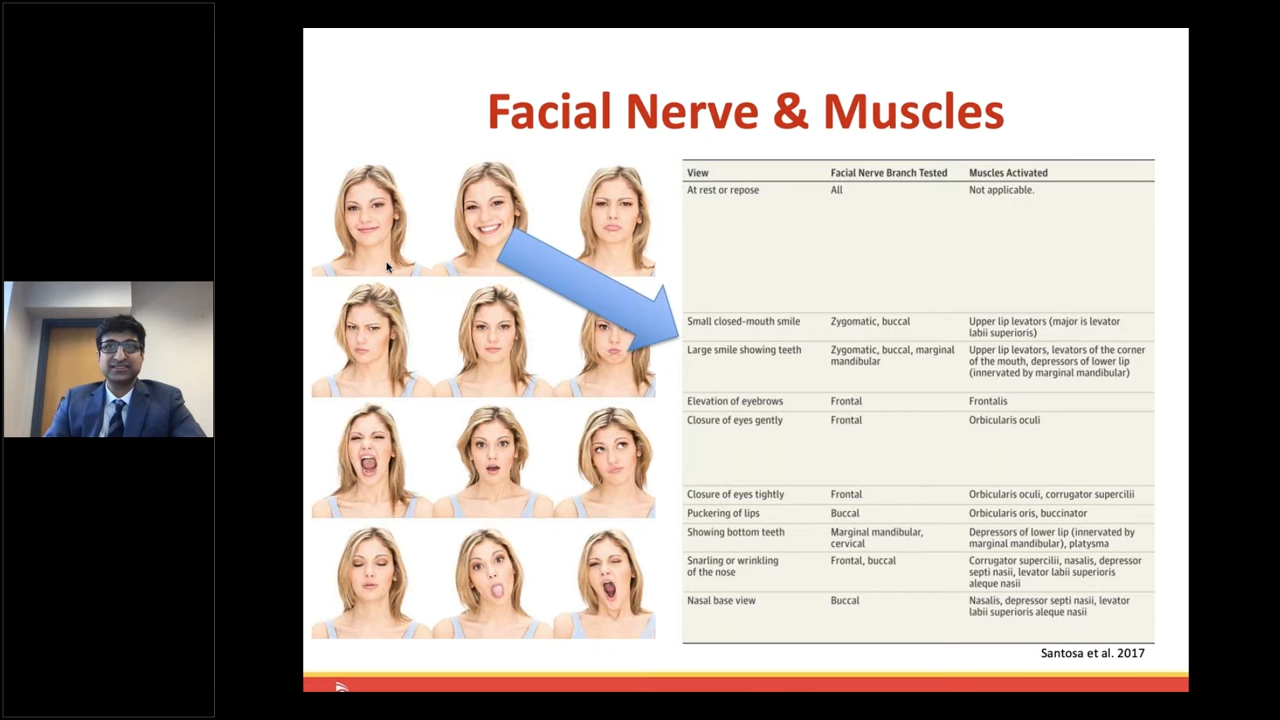 Facial Nerve & Muscles
View Facial Nerve Branch Tested Muscles Activated
At rest or repose All Not applicable.
Small closed-mouth smile Zygomatic, buccal Upper lip levators (major is levator
labii superioris)
Large smile showing teeth Zygomatic, buccal, marginal Upper lip levators, levators of the corner
mandibular of the mouth, depressors of lower lip
(innervated by marginal mandibular)
Elevation of eyebrows Frontal Frontalis
Closure of eyes gently Frontal Orbicularis oculi
Closure of eyes tightly Frontal Orbicularis oculi, corrugator supercilii
Puckering of lips Buccal Orbicularis oris, buccinator
Showing bottom teeth Marginal mandibular, Depressors of lower lip (innervated by
cervical marginal mandibular), platysma
Snarling or wrinkling Frontal, buccal Corrugator supercilii, nasalis, depressor
of the nose septi nasii, levator labii superioris
aleque nasii
Nasal base view Buccal Nasalis, depressor septi nasii, levator
labii superioris aleque nasii
Santosa et al. 2017